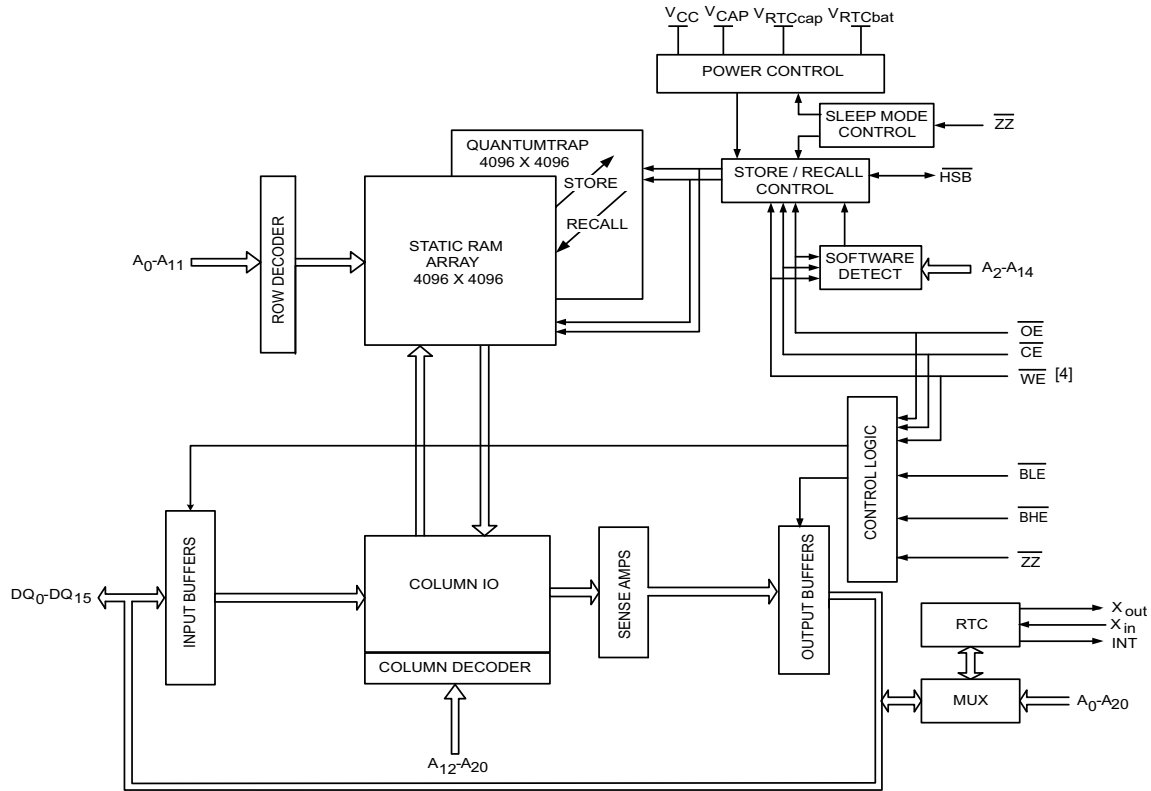 VCC VCAP VRTCcap VRTCbat
POWER CONTROL
SLEEP MODE
CONTROL
ZZ
QUANTUMTRAP
4096 X 4096
STORE
RECALL
STORE / RECALL
CONTROL
HSB
STATIC RAM
ARRAY
4096 X 4096
ROW DECODER
A0-A11
SOFTWARE
DETECT
A2-A14
OE
CE
WE [4]
CONTROL LOGIC
BLE
BHE
ZZ
DQ0-DQ15
INPUT BUFFERS
COLUMN IO
COLUMN DECODER
SENSE AMPS
OUTPUT BUFFERS
A12-A20
RTC
Xout
Xin
INT
MUX
A0-A20